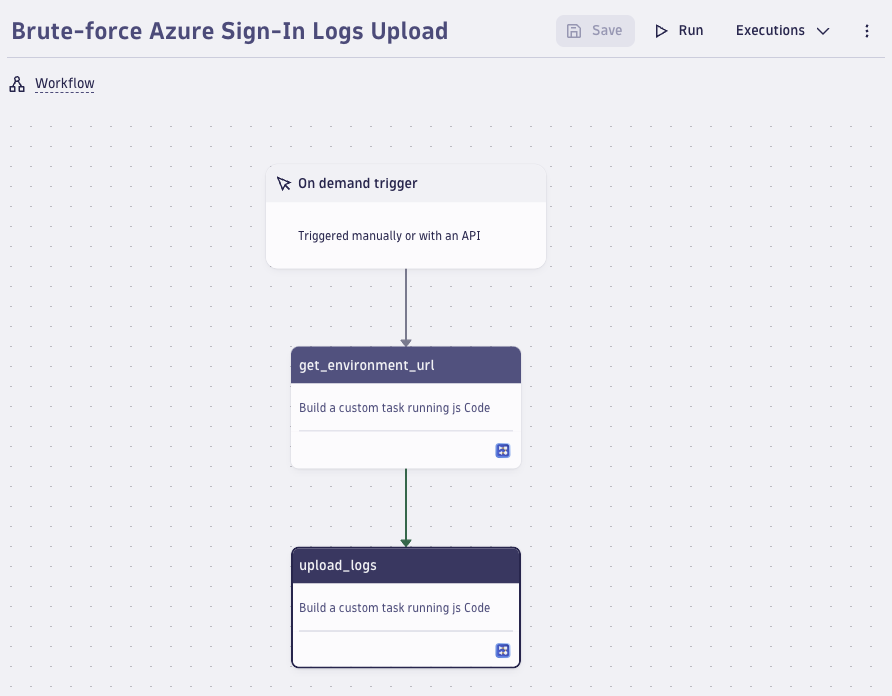 Brute-force Azure Sign-In Logs Upload
Save
Run
Executions
Workflow
On demand trigger
Triggered manually or with an API
get_environment_url
Build a custom task running js Code
upload_logs
Build a custom task running js Code